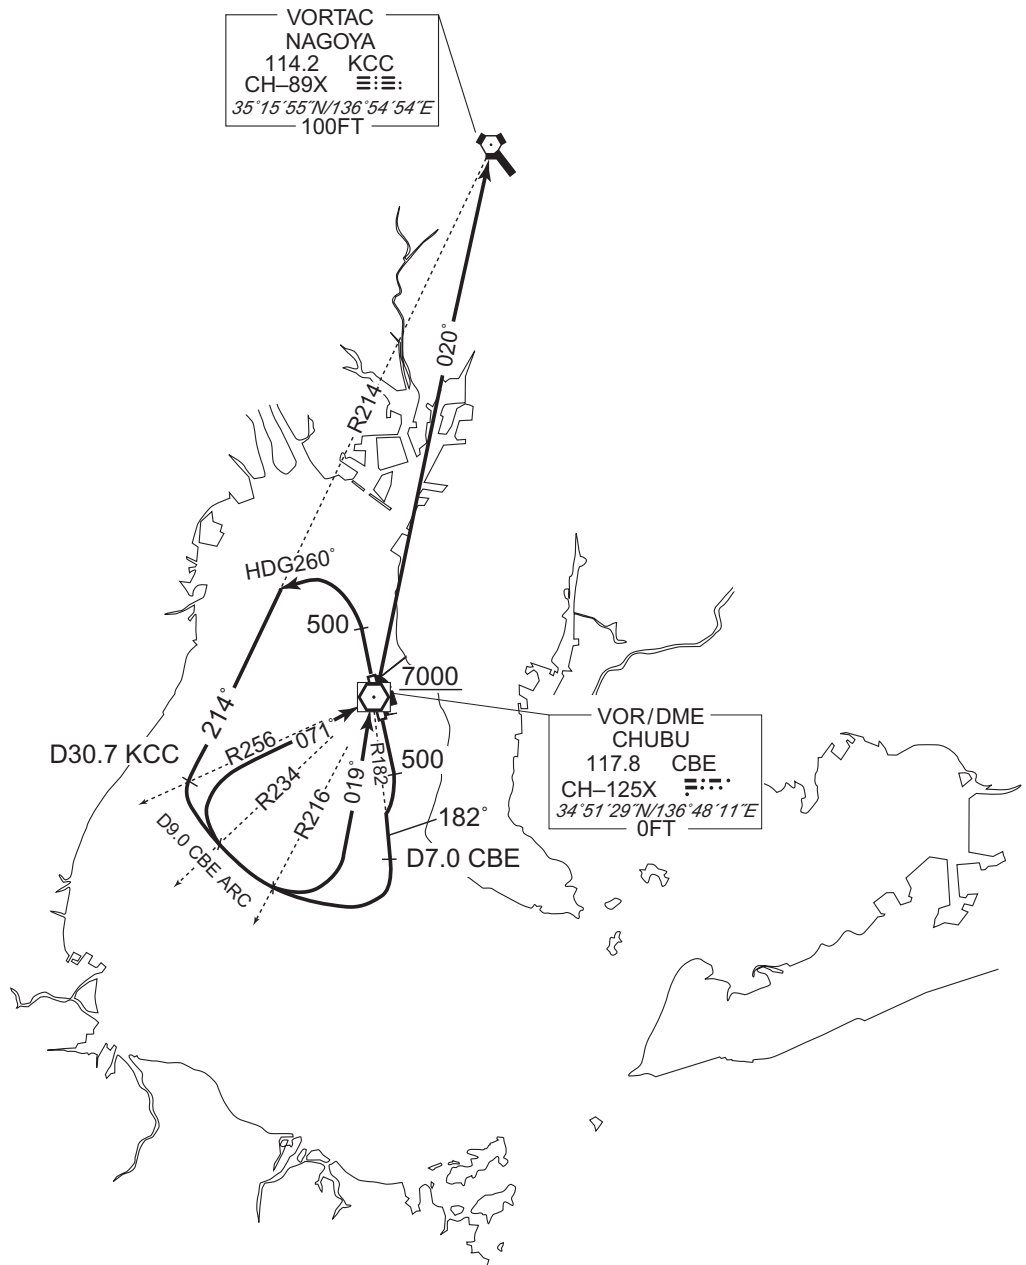 VORTAC
NAGOYA
114.2 KCC
CH–89X
35°15´55˝N/136°54´54˝E
100FT
020°
R214
HDG260°
500
7000
214°
D30.7 KCC
R256
071°
R234
R216
019°
R182
500
182°
D7.0 CBE
D9.0 CBE ARC
VOR/DME
CHUBU
117.8 CBE
CH–125X
34°51´29˝N/136°48´11˝E
0FT